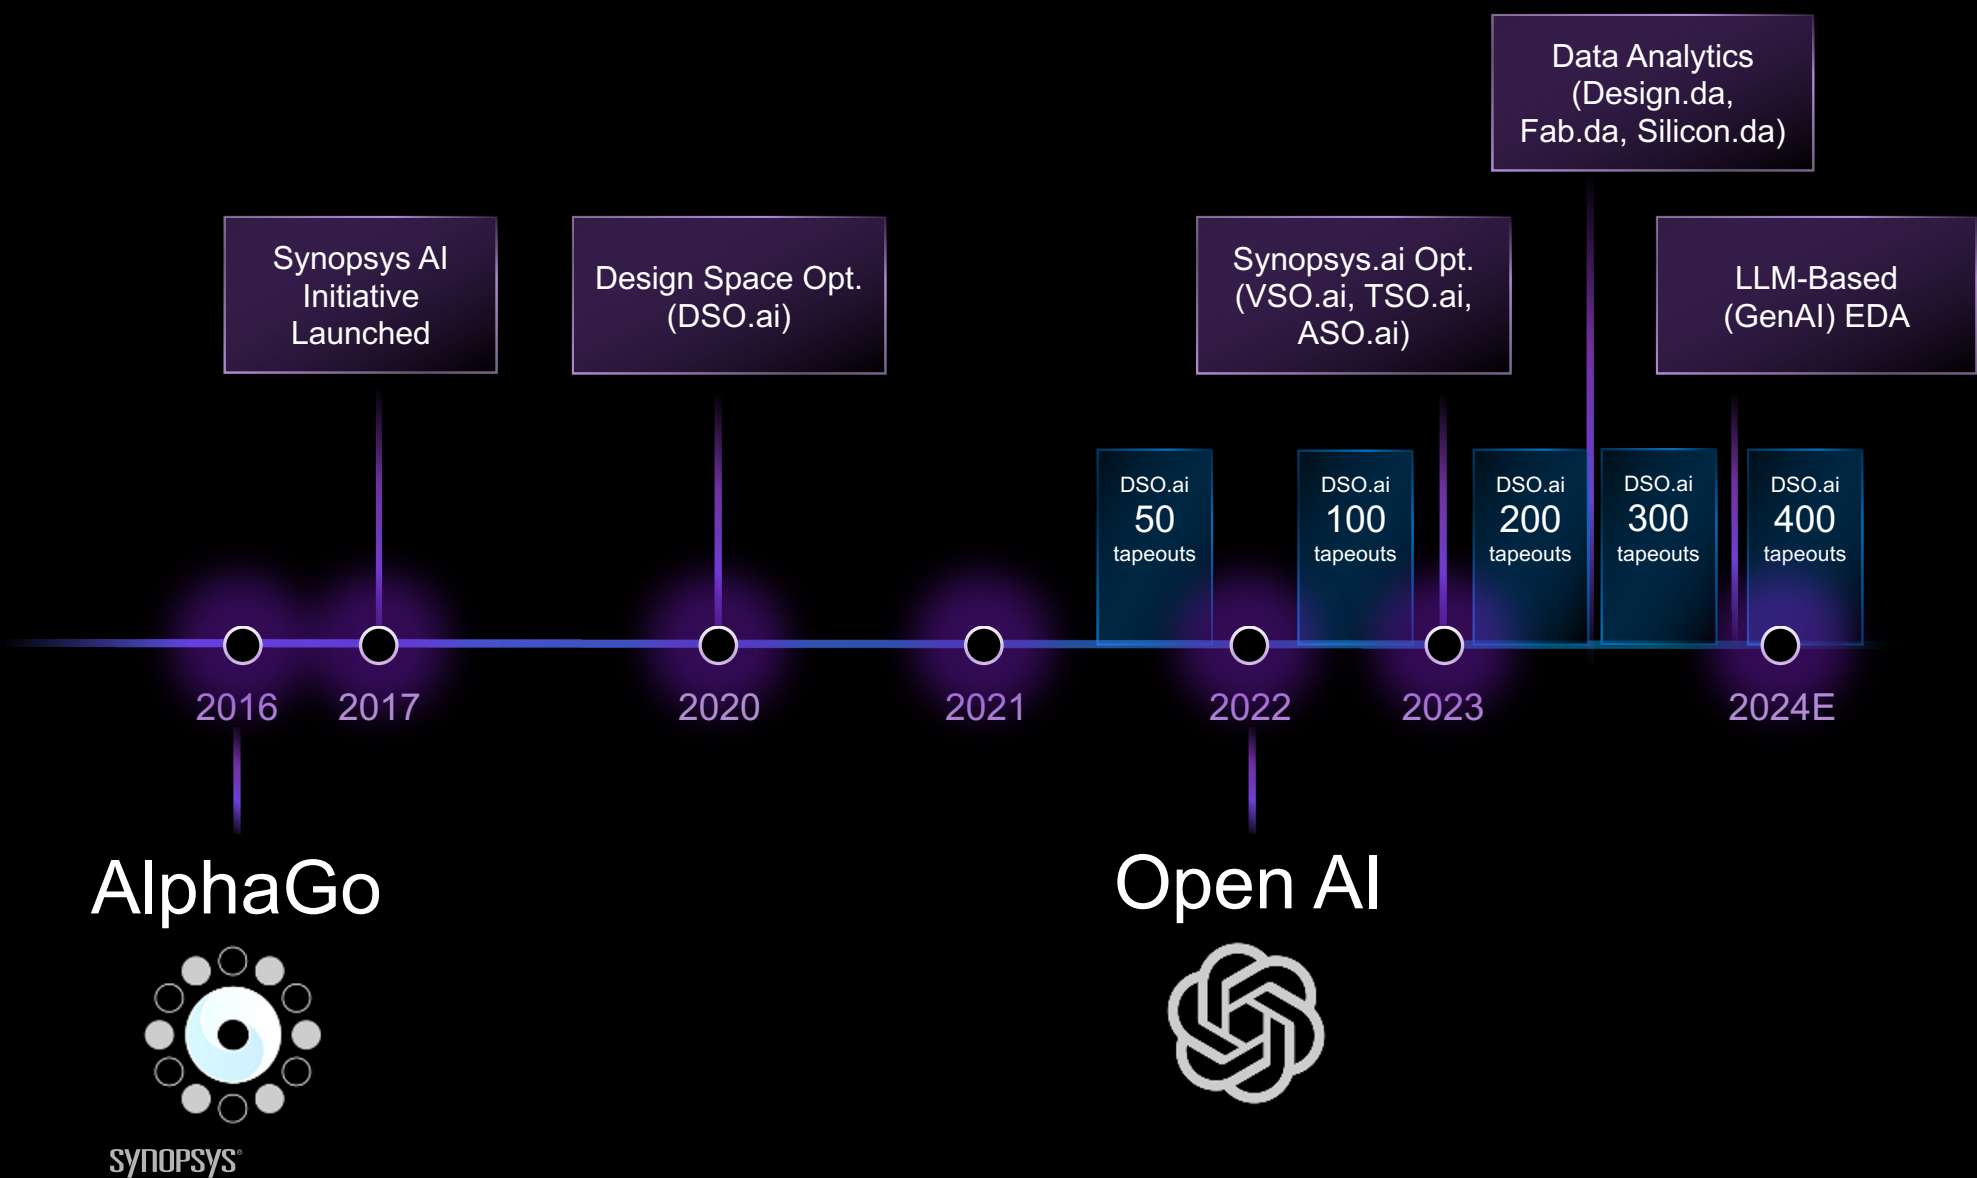 Data Analytics
(Design.da,
Fab.da, Silicon.da)
Synopsys AI
Initiative
Launched
Design Space Opt.
(DSO.ai)
Synopsys.ai Opt.
(VSO.ai, TSO.ai,
ASO.ai)
LLM-Based
(GenAI) EDA
DSO.ai
50
tapeouts
DSO.ai
100
tapeouts
DSO.ai
200
tapeouts
DSO.ai
300
tapeouts
DSO.ai
400
tapeouts
2016
2017
2020
2021
2022
2023
2024E
AlphaGo
Open AI
SYNOPSYS®